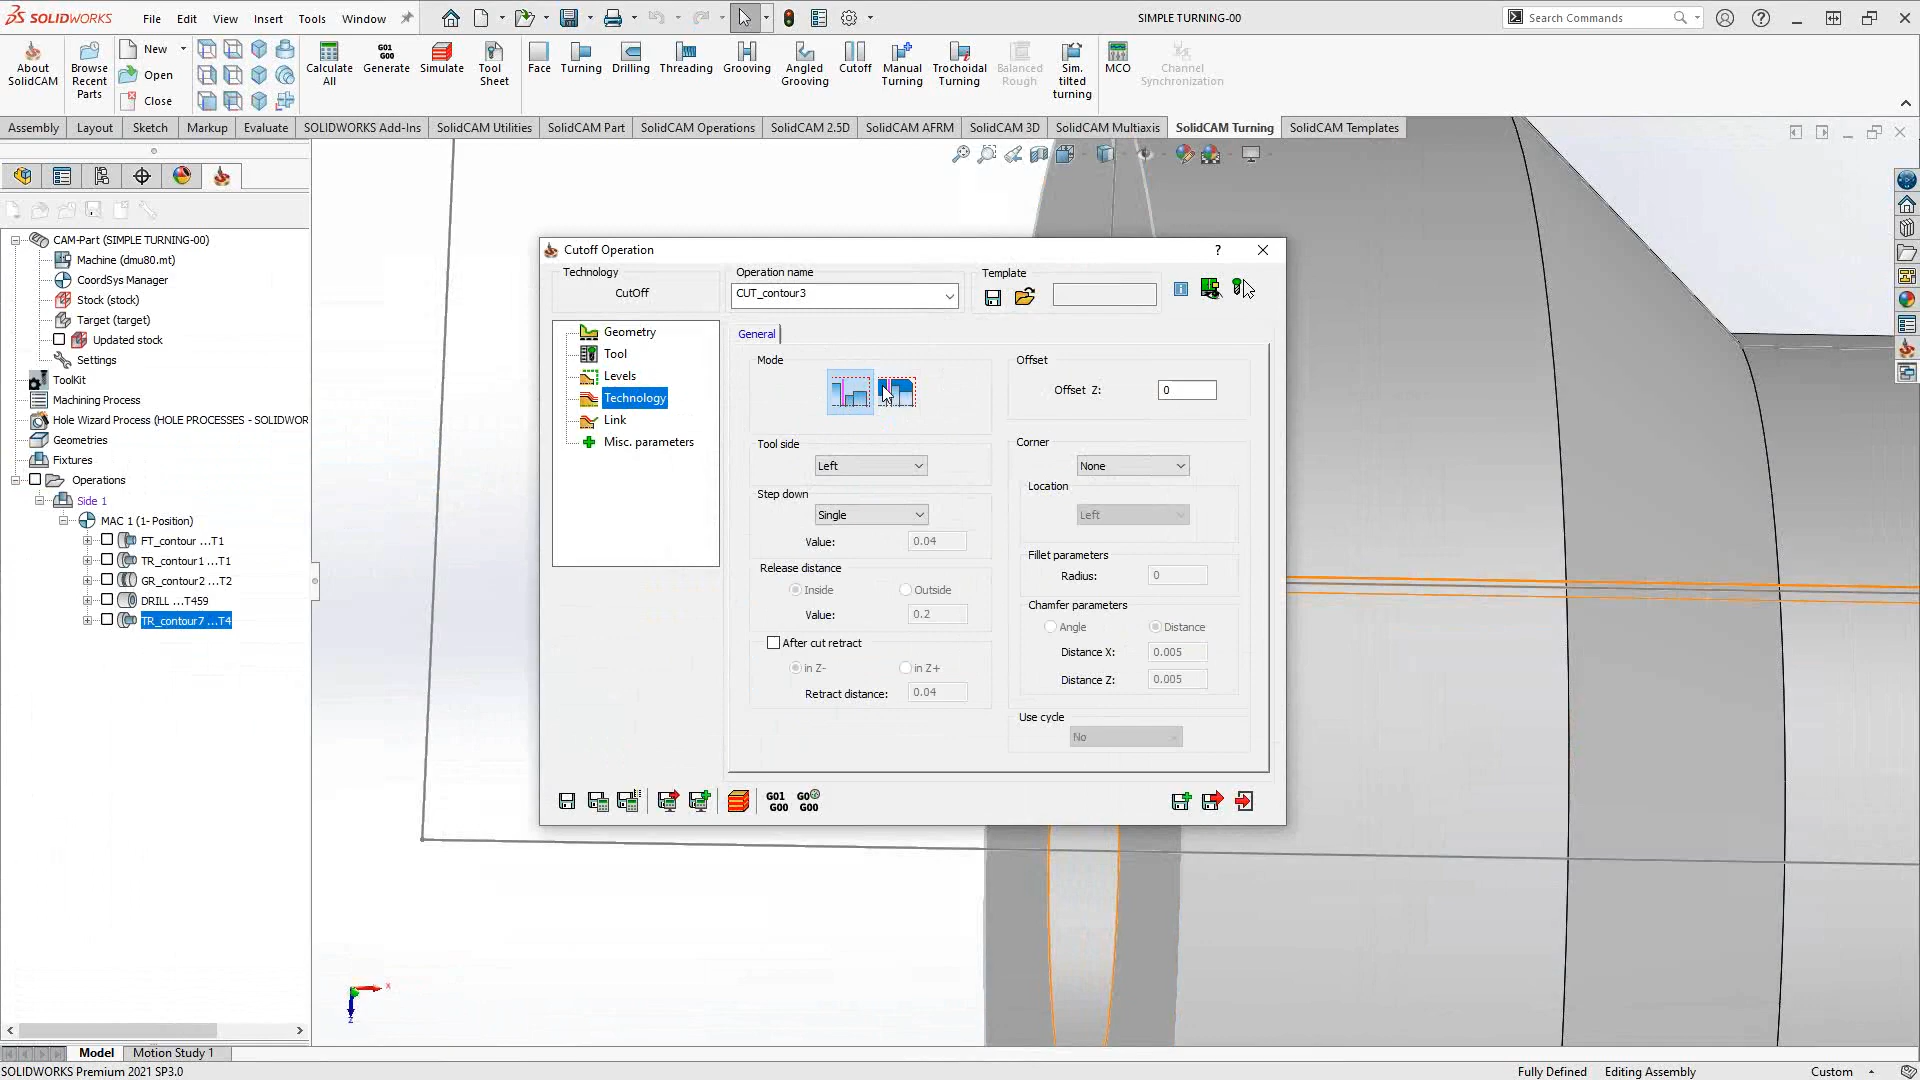 SOLIDWORKS
File Edit View Insert Tools Window
SIMPLE TURNING-00
Search Commands
About SolidCAM
Browse Recent Parts
New
Open
Close
Calculate All
G01 G00
Generate
Simulate
Tool Sheet
Face
Turning
Drilling
Threading
Grooving
Angled Grooving
Cutoff
Manual Turning
Trochoidal Turning
Balanced Rough
Sim. tilted turning
MCO
Channel Synchronization
Assembly Layout Sketch Markup Evaluate SOLIDWORKS Add-Ins SolidCAM Utilities SolidCAM Part SolidCAM Operations SolidCAM 2.5D SolidCAM AFRM SolidCAM 3D SolidCAM Multiaxis SolidCAM Turning SolidCAM Templates
CAM-Part (SIMPLE TURNING-00)
Machine (dmu80.mt)
CoordSys Manager
Stock (stock)
Target (target)
Updated stock
Settings
ToolKit
Machining Process
Hole Wizard Process (HOLE PROCESSES - SOLIDWOR
Geometries
Fixtures
Operations
Side 1
MAC 1 (1- Position)
FT_contour ...T1
TR_contour1 ...T1
GR_contour2 ...T2
DRILL ...T459
TR_contour7 ...T4
Cutoff Operation
?
Technology
CutOff
Operation name
CUT_contour3
Template
Geometry
Tool
Levels
Technology
Link
Misc. parameters
General
Mode
Tool side
Left
Step down
Single
Value: 0.04
Release distance
Inside Outside
Value: 0.2
After cut retract
in Z- in Z+
Retract distance: 0.04
Offset
Offset Z: 0
Corner
None
Location
Left
Fillet parameters
Radius: 0
Chamfer parameters
Angle Distance
Distance X: 0.005
Distance Z: 0.005
Use cycle
No
G01 G00
G0 G00
x
z
Model Motion Study 1
SOLIDWORKS Premium 2021 SP3.0
Fully Defined Editing Assembly Custom